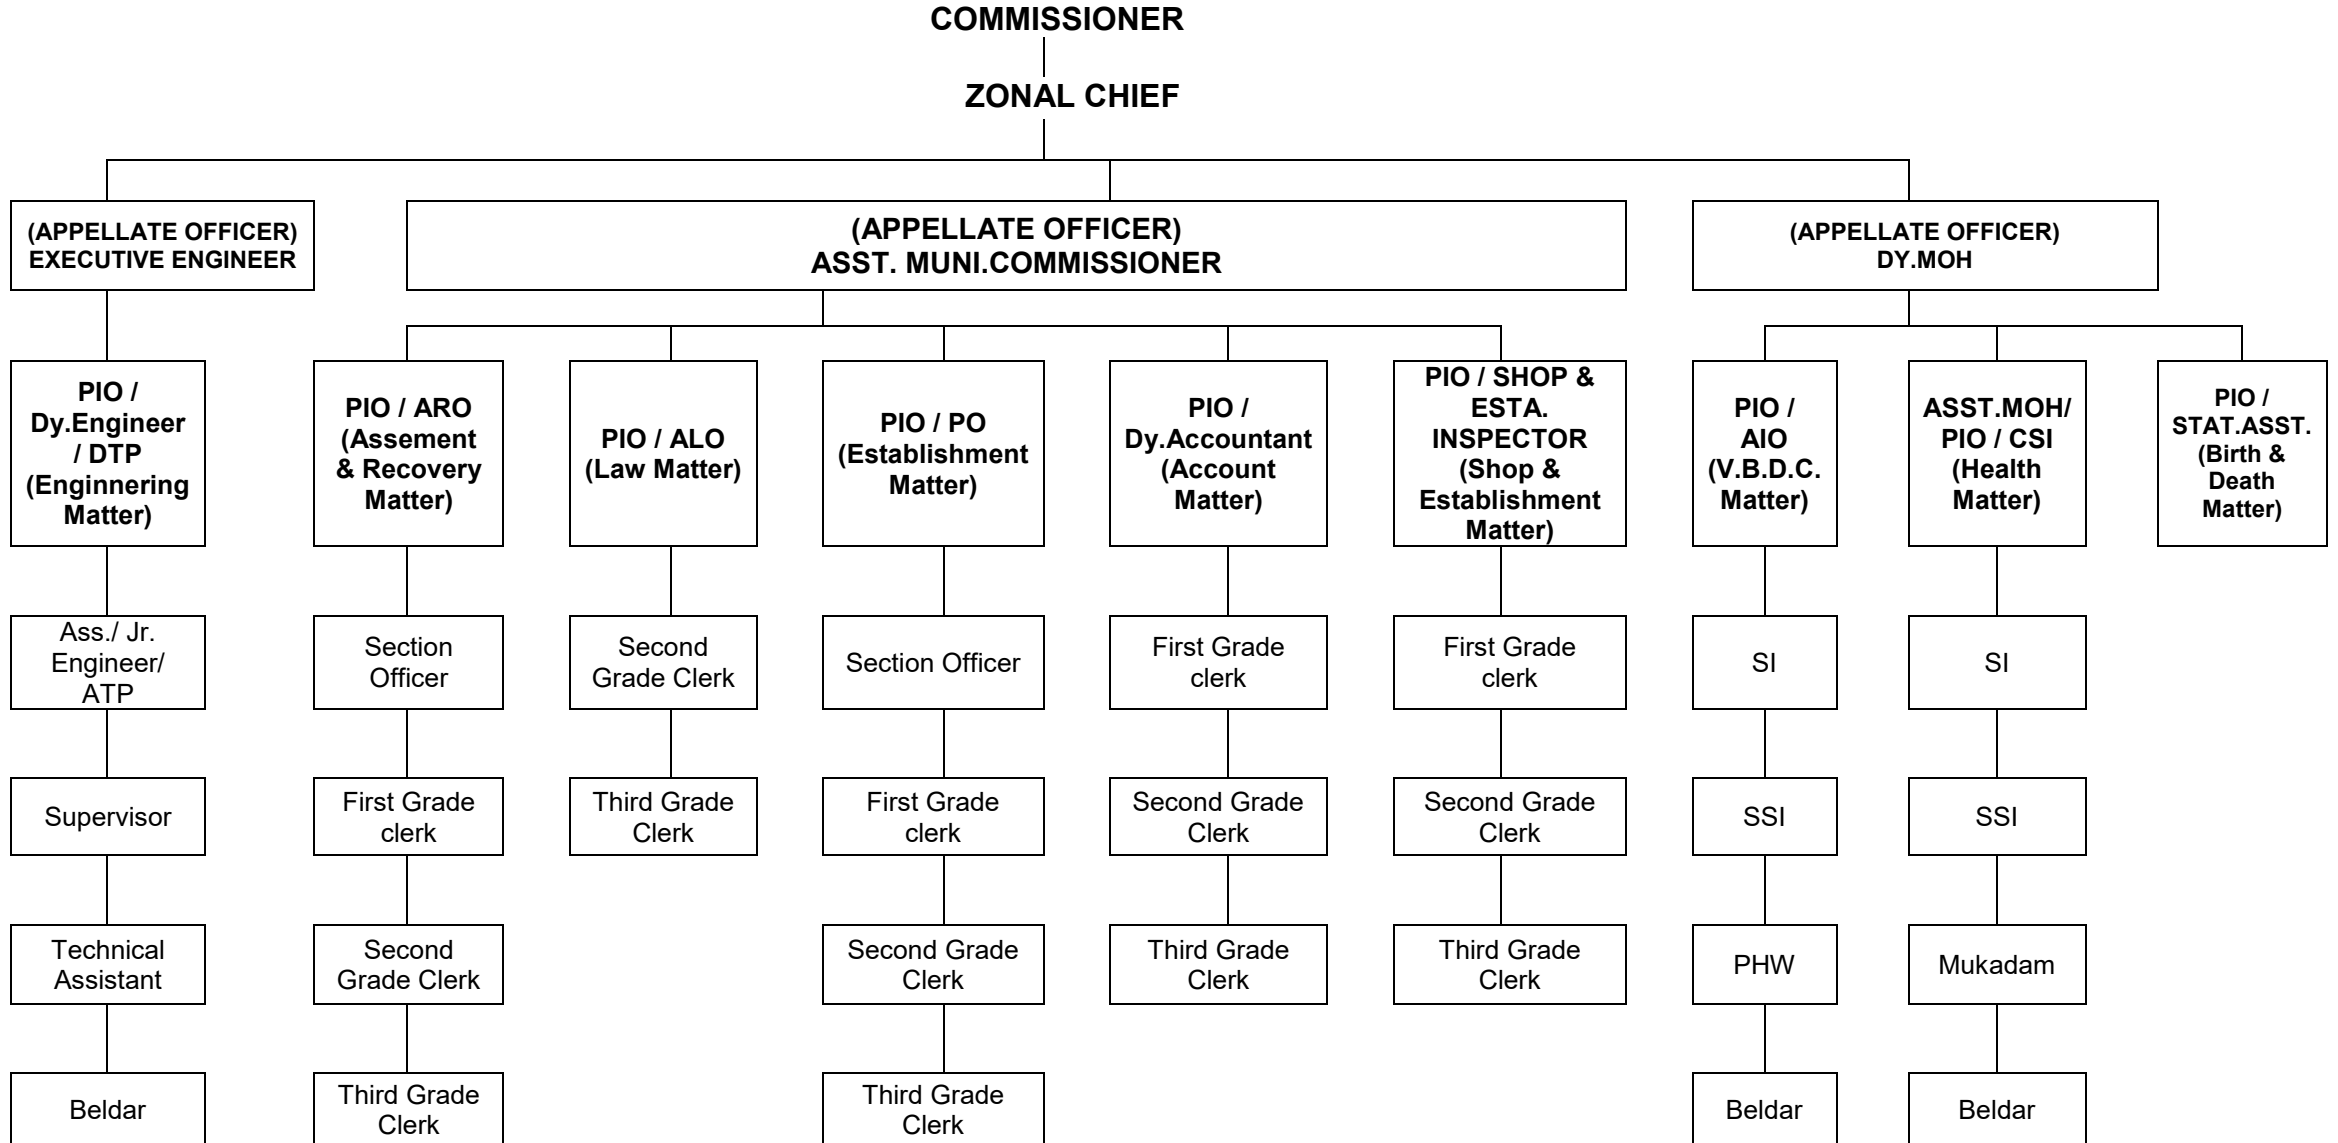 COMMISSIONER
ZONAL CHIEF
(APPELLATE OFFICER)
EXECUTIVE ENGINEER
(APPELLATE OFFICER)
ASST. MUNI.COMMISSIONER
(APPELLATE OFFICER)
DY.MOH
PIO /
Dy.Engineer
/ DTP
(Enginnering
Matter)
PIO / ARO
(Assement
& Recovery
Matter)
PIO / ALO
(Law Matter)
PIO / PO
(Establishment
Matter)
PIO /
Dy.Accountant
(Account
Matter)
PIO / SHOP &
ESTA.
INSPECTOR
(Shop &
Establishment
Matter)
PIO /
AIO
(V.B.D.C.
Matter)
ASST.MOH/
PIO / CSI
(Health
Matter)
PIO /
STAT.ASST.
(Birth &
Death
Matter)
Ass./ Jr.
Engineer/
ATP
Section
Officer
Second
Grade Clerk
Section Officer
First Grade
clerk
First Grade
clerk
SI
SI
Supervisor
First Grade
clerk
Third Grade
Clerk
First Grade
clerk
Second Grade
Clerk
Second Grade
Clerk
SSI
SSI
Technical
Assistant
Second
Grade Clerk
Second Grade
Clerk
Third Grade
Clerk
Third Grade
Clerk
PHW
Mukadam
Beldar
Third Grade
Clerk
Third Grade
Clerk
Beldar
Beldar